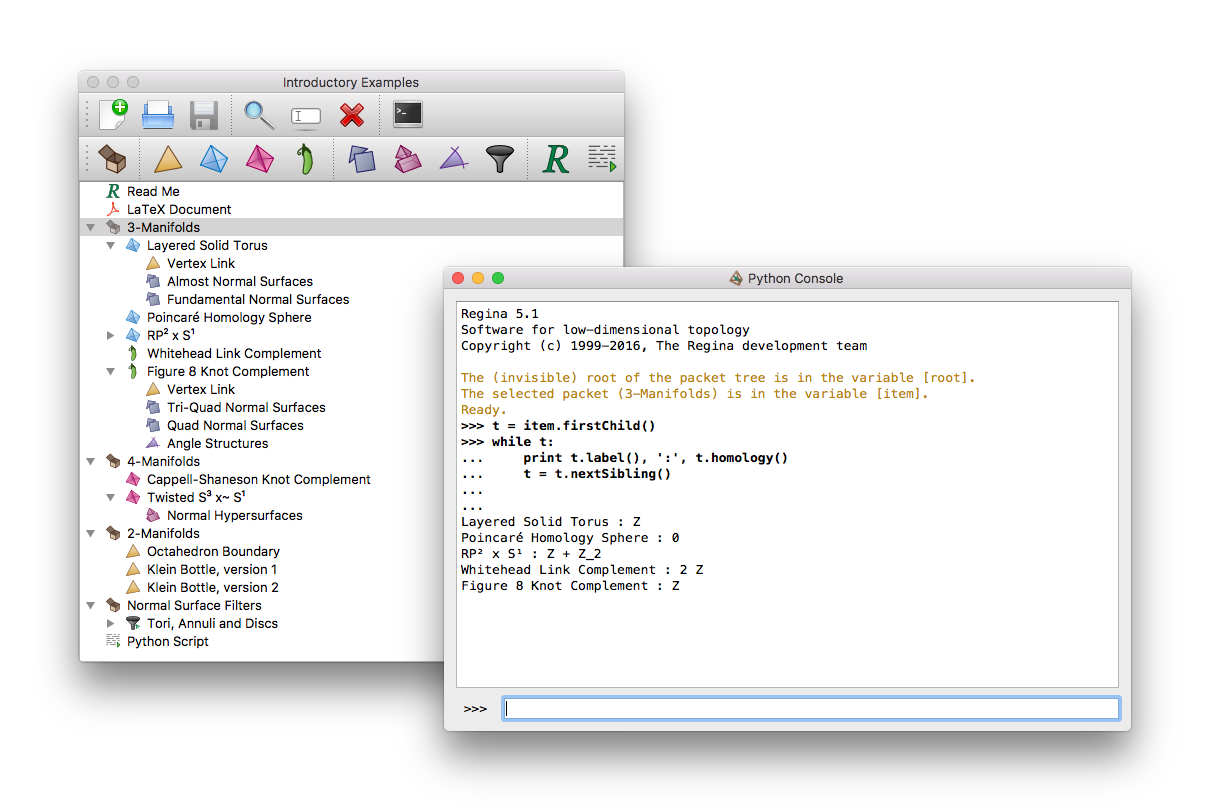 Introductory Examples
Read Me
LaTeX Document
3-Manifolds
Layered Solid Torus
Vertex Link
Almost Normal Surfaces
Fundamental Normal Surfaces
Poincaré Homology Sphere
RP² x S¹
Whitehead Link Complement
Figure 8 Knot Complement
Vertex Link
Tri-Quad Normal Surfaces
Quad Normal Surfaces
Angle Structures
4-Manifolds
Cappell-Shaneson Knot Complement
Twisted S³ x~ S¹
Normal Hypersurfaces
2-Manifolds
Octahedron Boundary
Klein Bottle, version 1
Klein Bottle, version 2
Normal Surface Filters
Tori, Annuli and Discs
Python Script
Python Console
Regina 5.1
Software for low-dimensional topology
Copyright (c) 1999-2016, The Regina development team
The (invisible) root of the packet tree is in the variable [root].
The selected packet (3-Manifolds) is in the variable [item].
Ready.
>>> t = item.firstChild()
>>> while t:
...     print t.label(), ':', t.homology()
...     t = t.nextSibling()
...
...
Layered Solid Torus : Z
Poincaré Homology Sphere : 0
RP² x S¹ : Z + Z_2
Whitehead Link Complement : 2 Z
Figure 8 Knot Complement : Z
>>>